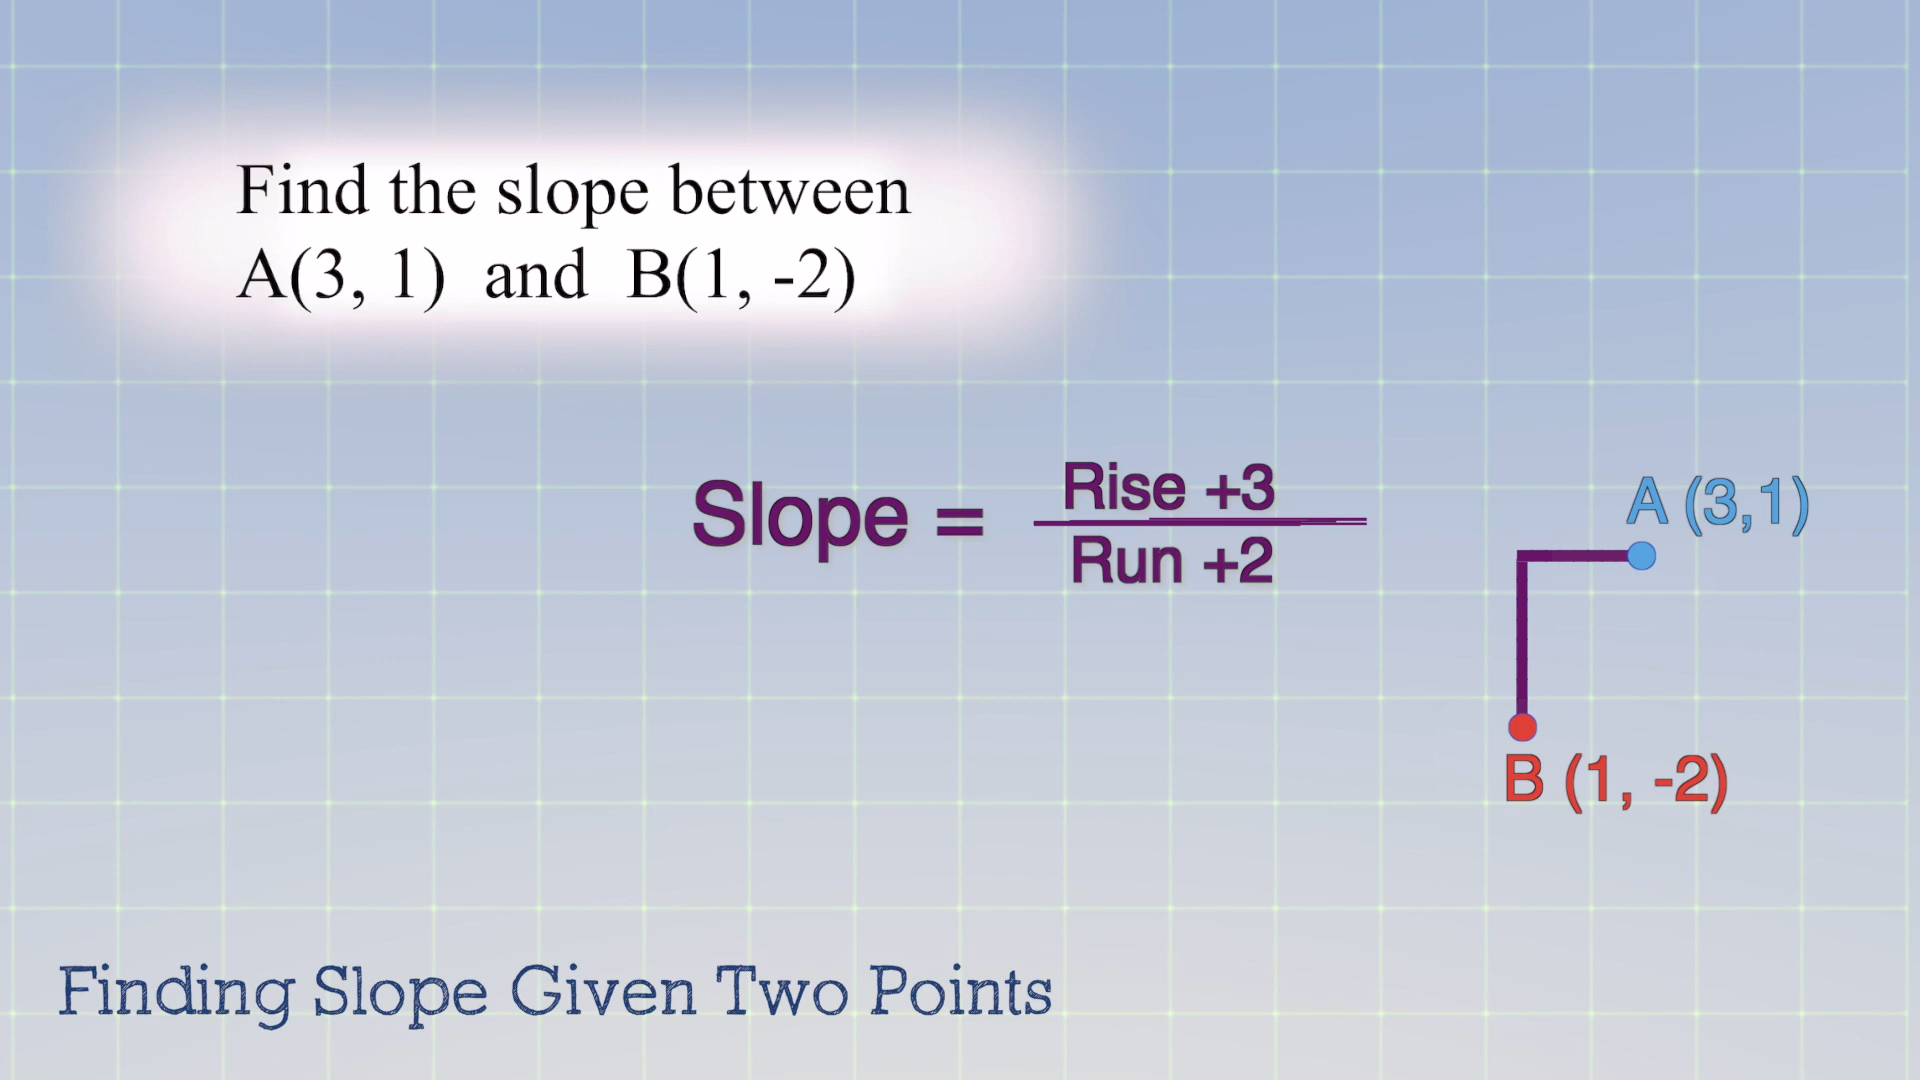 Find the slope between
A(3, 1) and B(1, -2)
Slope = Rise +3
Run +2
A (3,1)
B (1, -2)
Finding Slope Given Two Points